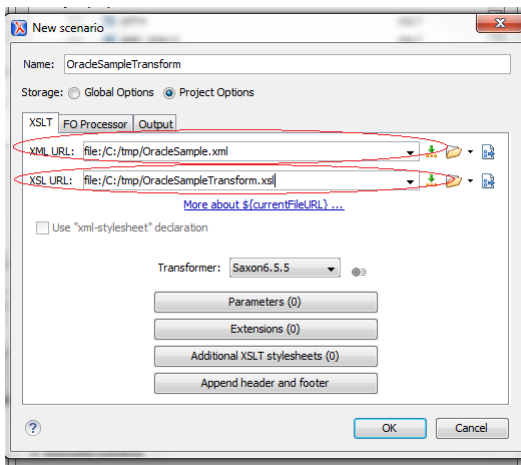 New scenario
Name: OracleSampleTransform
Storage: Global Options Project Options
XSLT FO Processor Output
XML URL: file:/C:/tmp/OracleSample.xml
XSL URL: file:/C:/tmp/OracleSampleTransform.xsl
More about ${currentFileURL} ...
Use "xml-stylesheet" declaration
Transformer: Saxon6.5.5
Parameters (0)
Extensions (0)
Additional XSLT stylesheets (0)
Append header and footer
? OK Cancel